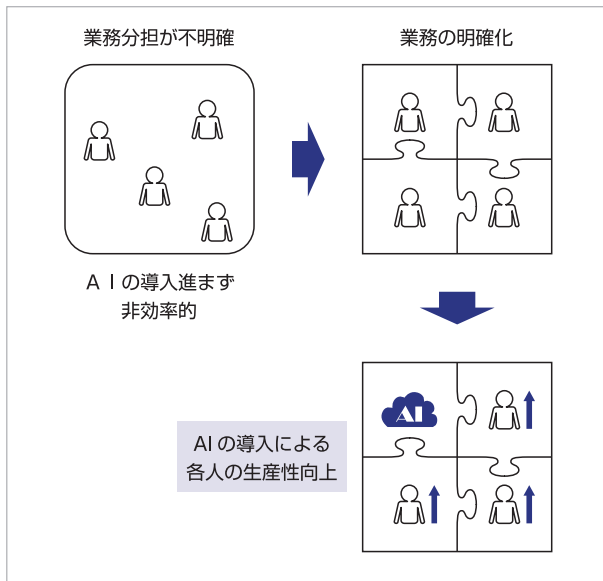 業務分担が不明確
業務の明確化
ＡＩの導入進まず
非効率的
AI
AIの導入による
各人の生産性向上